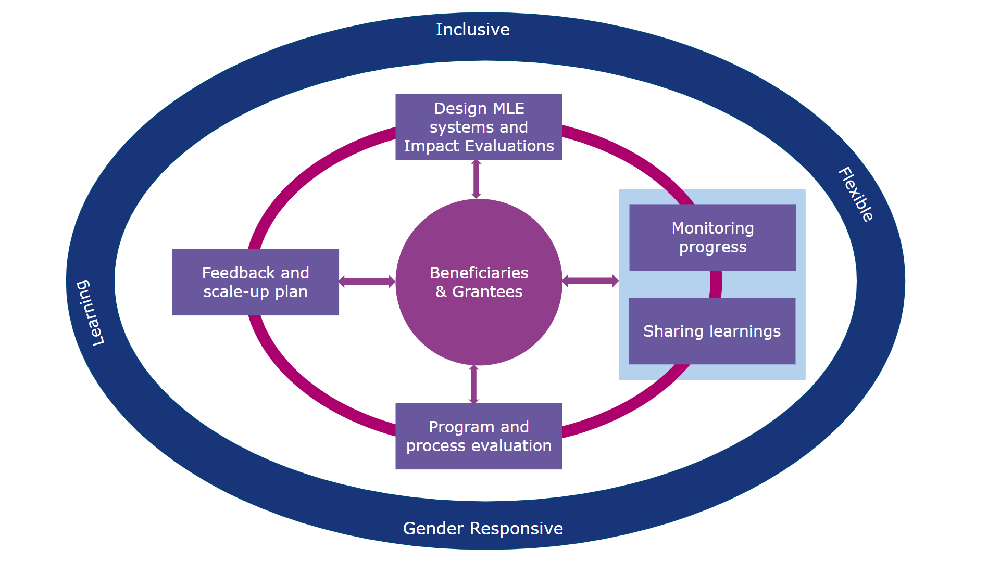 Inclusive
Design MLE
systems and
Impact Evaluations
Flexible
Monitoring
progress
Feedback and
scale-up plan
Beneficiaries
& Grantees
Learning
Sharing learnings
Program and
process evaluation
Gender Responsive